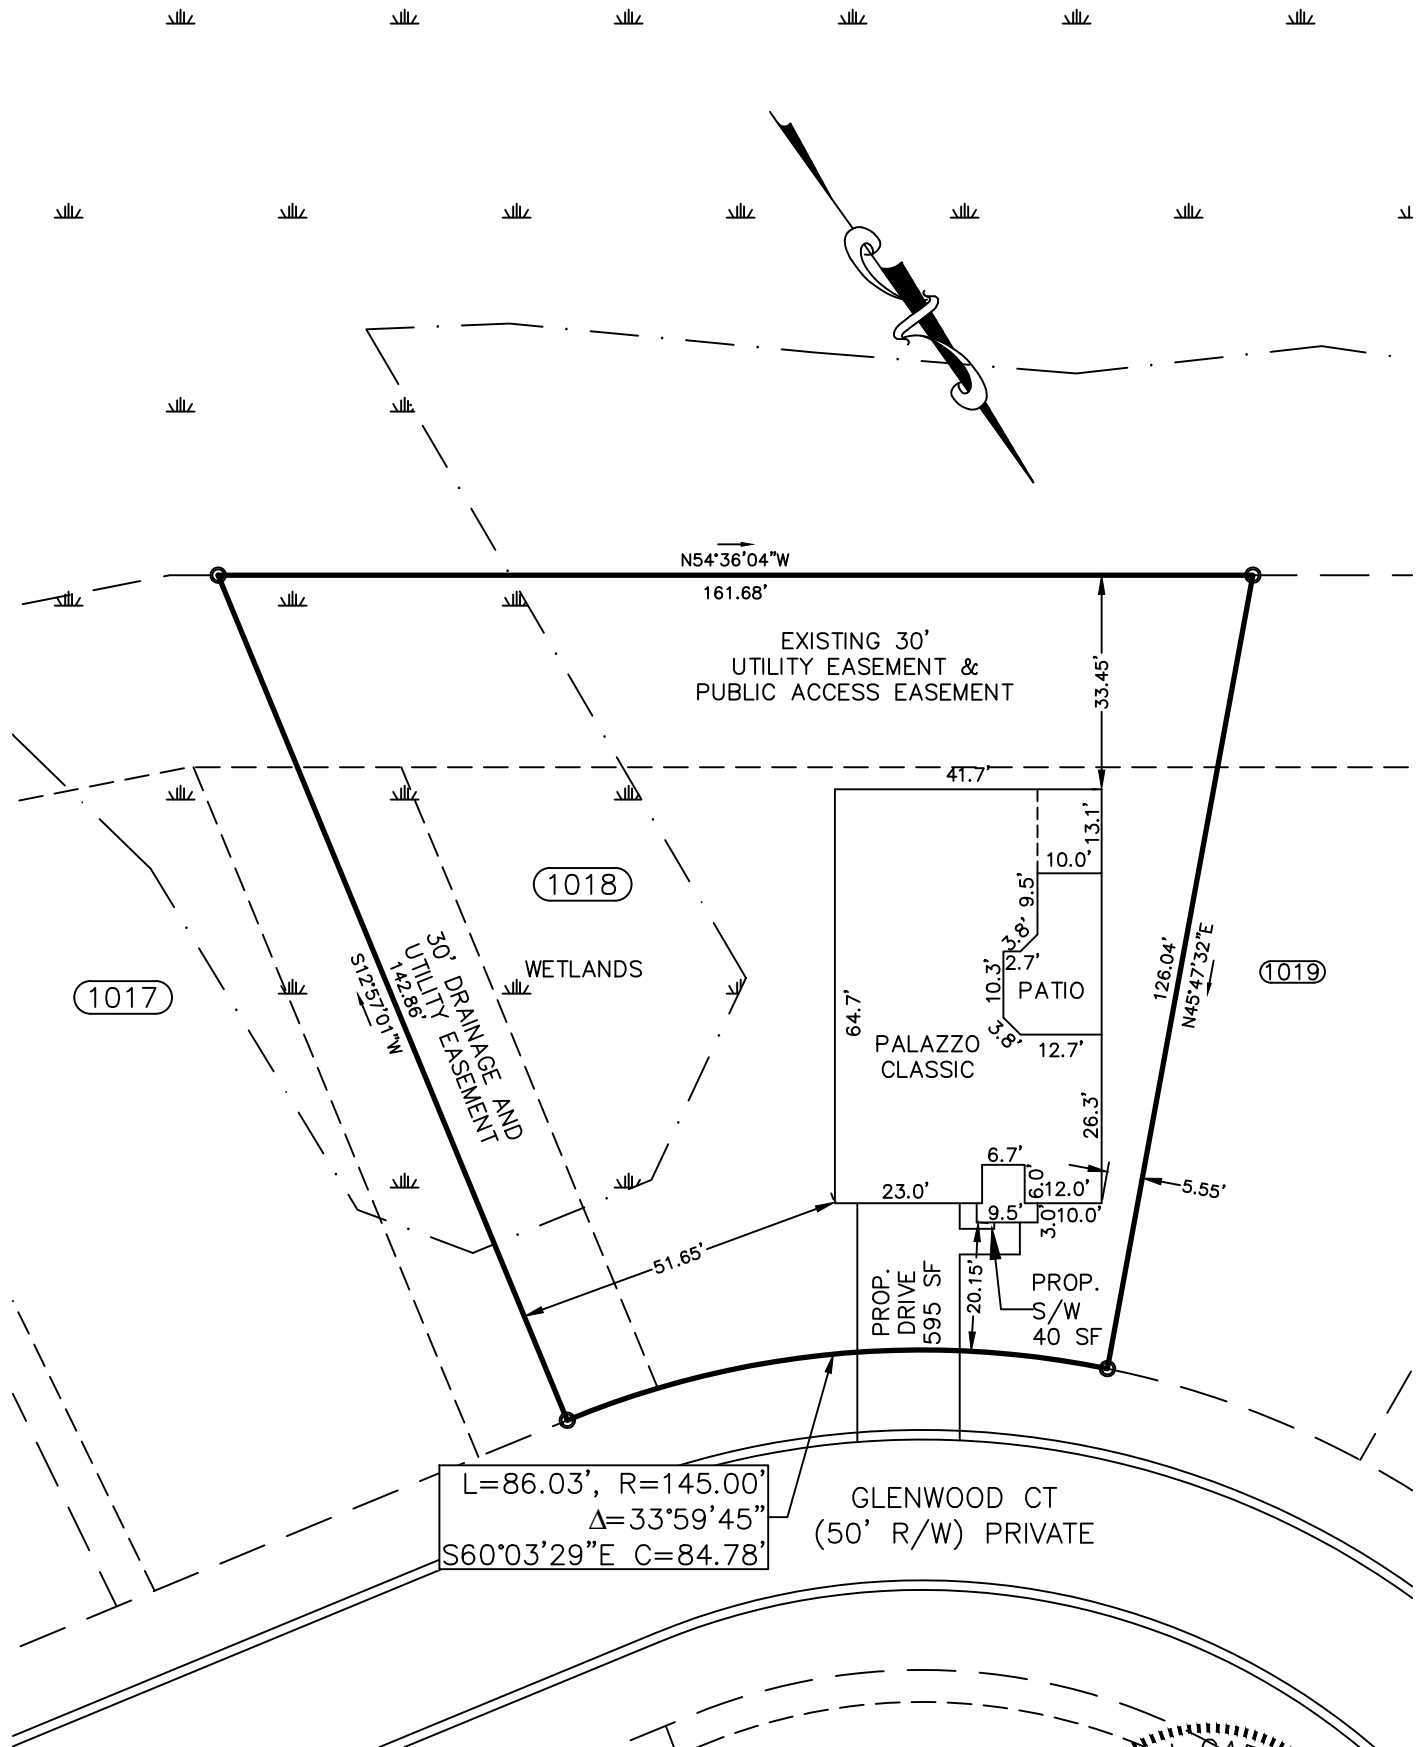 N54°36'04"W
161.68'
EXISTING 30'
UTILITY EASEMENT &
PUBLIC ACCESS EASEMENT
33.45'
41.7'
13.1'
10.0'
9.5'
3.8'
2.7'
10.3'
PATIO
3.8'
12.7'
64.7'
PALAZZO
CLASSIC
26.3'
1018
WETLANDS
1017
1019
30' DRAINAGE AND
UTILITY EASEMENT
142.86'
S12°57'01"W
126.04'
N45°47'32"E
6.7'
6.0'
12.0'
23.0'
9.5'
3.0'
10.0'
5.55'
51.65'
20.15'
PROP.
DRIVE
595 SF
PROP.
S/W
40 SF
L=86.03', R=145.00'
Δ=33°59'45"
S60°03'29"E C=84.78'
GLENWOOD CT
(50' R/W) PRIVATE